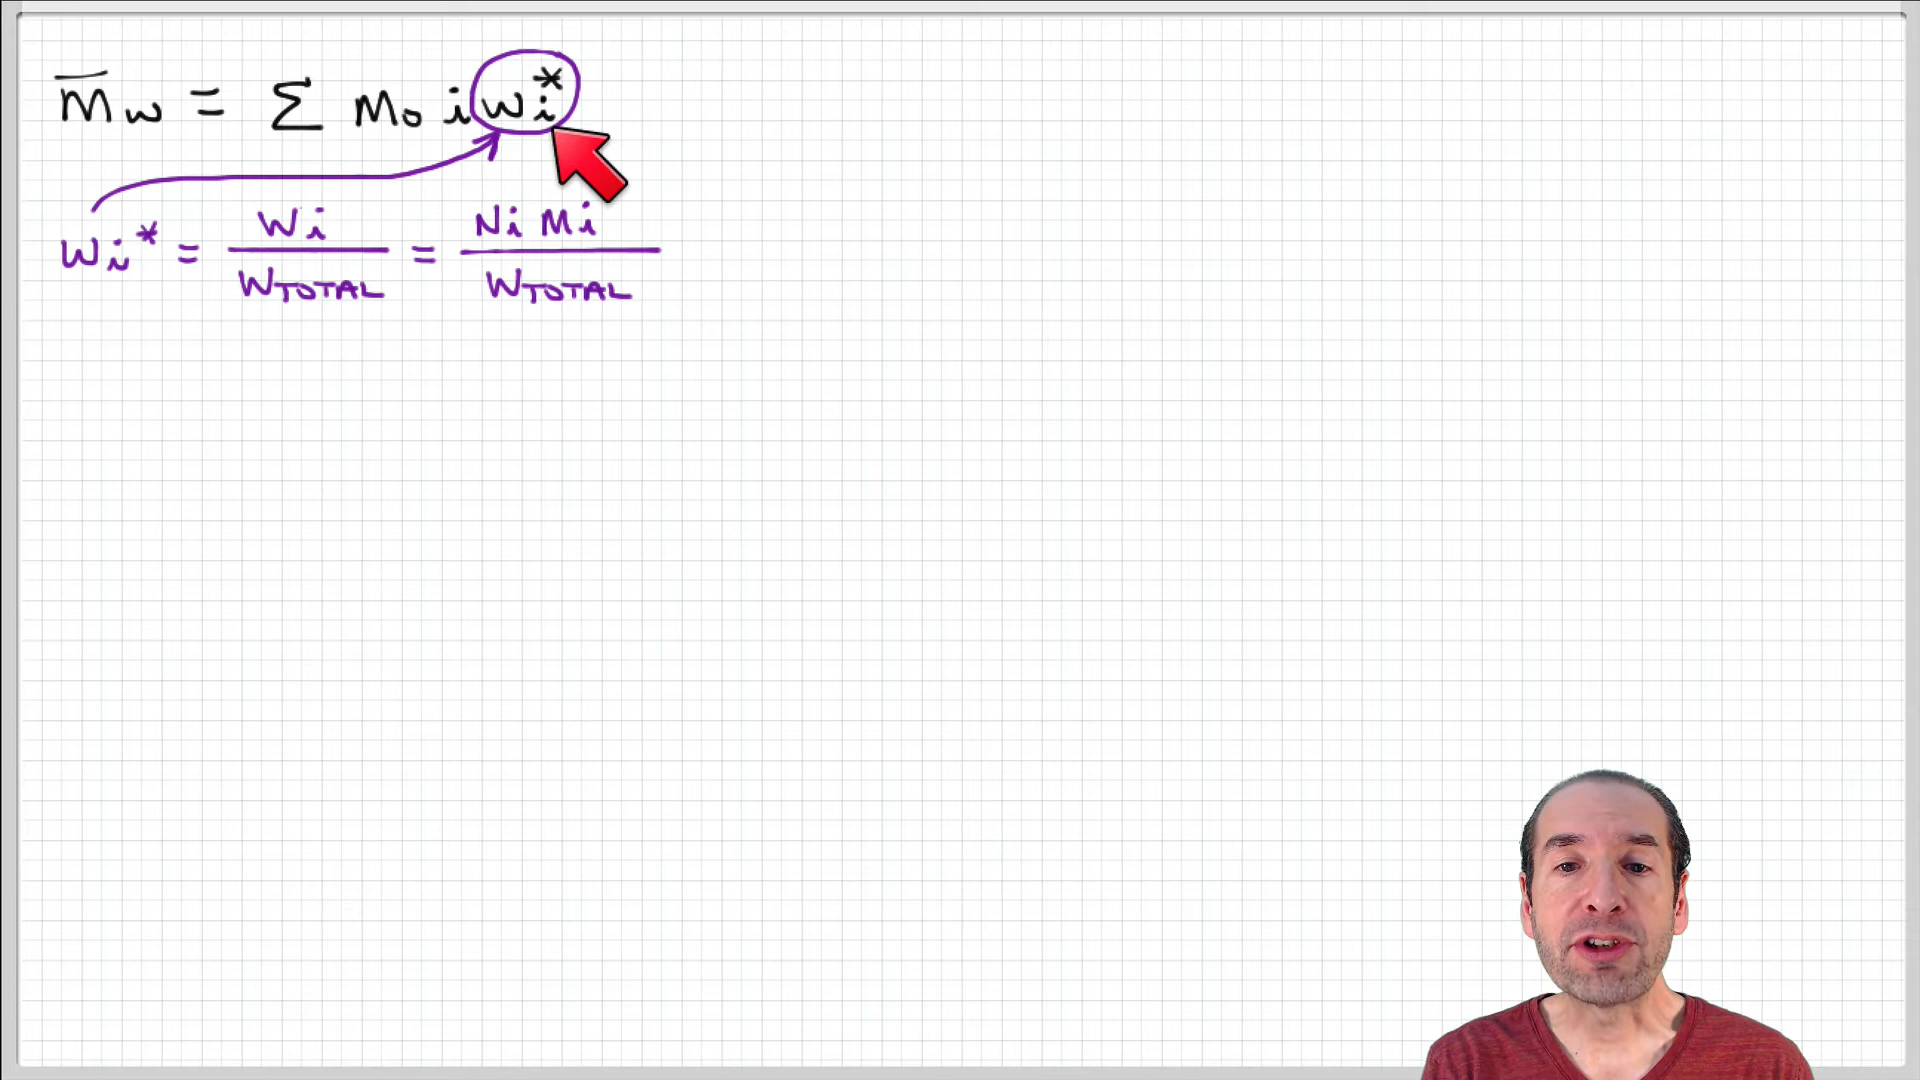 M̅w = Σ Mo i wi*
wi* = Wi / WTOTAL = Ni Mi / WTOTAL